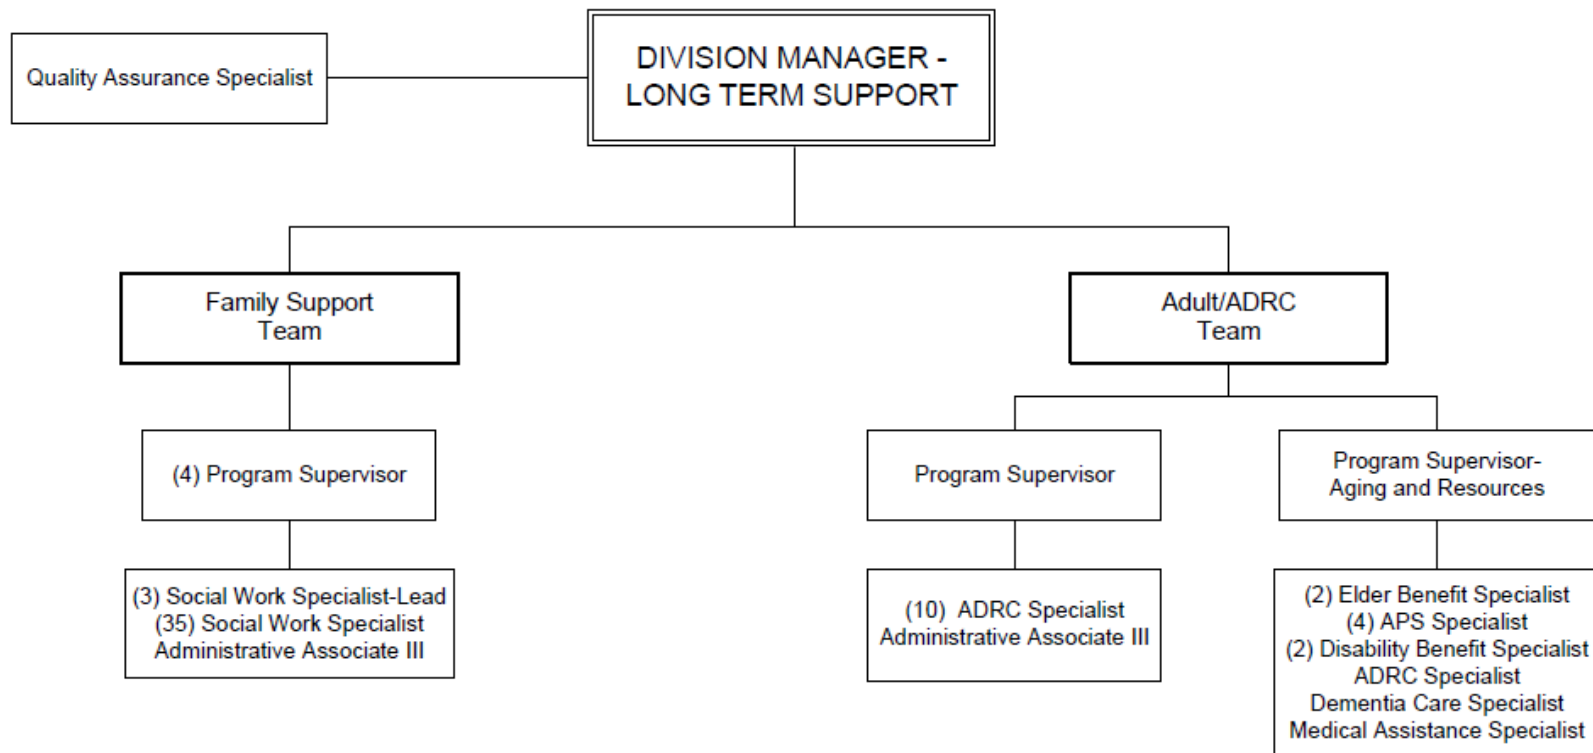 DIVISION MANAGER -
LONG TERM SUPPORT
Quality Assurance Specialist
Family Support
Team
Adult/ADRC
Team
(4) Program Supervisor
Program Supervisor
Program Supervisor-
Aging and Resources
(3) Social Work Specialist-Lead
(35) Social Work Specialist
Administrative Associate III
(10) ADRC Specialist
Administrative Associate III
(2) Elder Benefit Specialist
(4) APS Specialist
(2) Disability Benefit Specialist
ADRC Specialist
Dementia Care Specialist
Medical Assistance Specialist